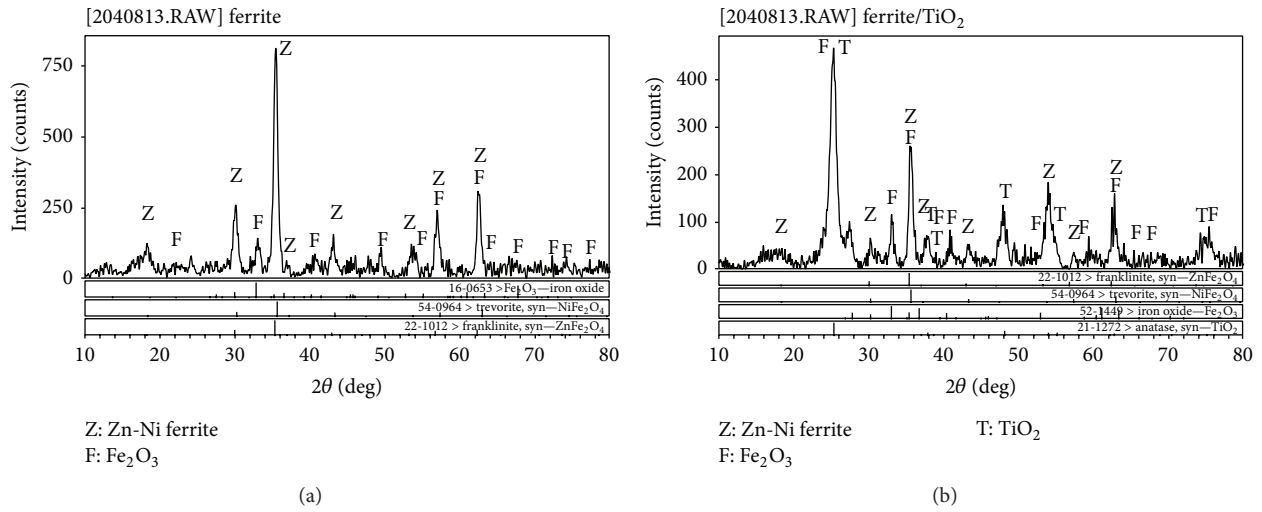 [2040813.RAW] ferrite
Intensity (counts)
750
500
250
0
Z
F
Z
F
Z
Z
F
Z
F
Z
F
Z
F
Z
F
F
F
F
F
F
16-0653 >Fe₂O₃—iron oxide
54-0964 > trevorite, syn—NiFe₂O₄
22-1012 > franklinite, syn—ZnFe₂O₄
10 20 30 40 50 60 70 80
2θ (deg)
Z: Zn-Ni ferrite
F: Fe₂O₃
(a)
[2040813.RAW] ferrite/TiO₂
Intensity (counts)
400
300
200
100
0
Z
F T
Z
F
Z
F
Z
T
F
T
F
Z
T
F
Z
T
Z
F
Z
F
F
F
T F
22-1012 > franklinite, syn—ZnFe₂O₄
54-0964 > trevorite, syn—NiFe₂O₄
52-1449 > iron oxide—Fe₂O₃
21-1272 > anatase, syn—TiO₂
10 20 30 40 50 60 70 80
2θ (deg)
Z: Zn-Ni ferrite T: TiO₂
F: Fe₂O₃
(b)